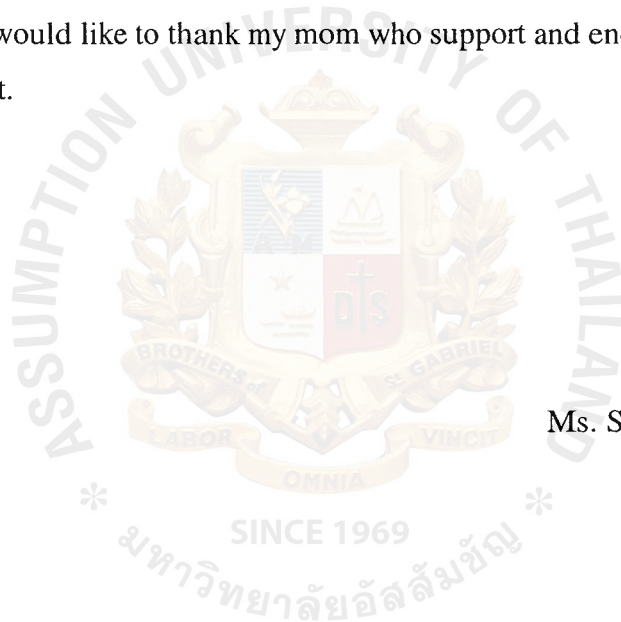 would like to thank my mom who support and en
t.
ASSUMPTION UNIVERSITY OF THAILAND
A M
D S
BROTHERS of St GABRIEL
LABOR OMNIA VINCIT
Ms. S
SINCE 1969
มหาวิทยาลัยอัสสัมชัญ